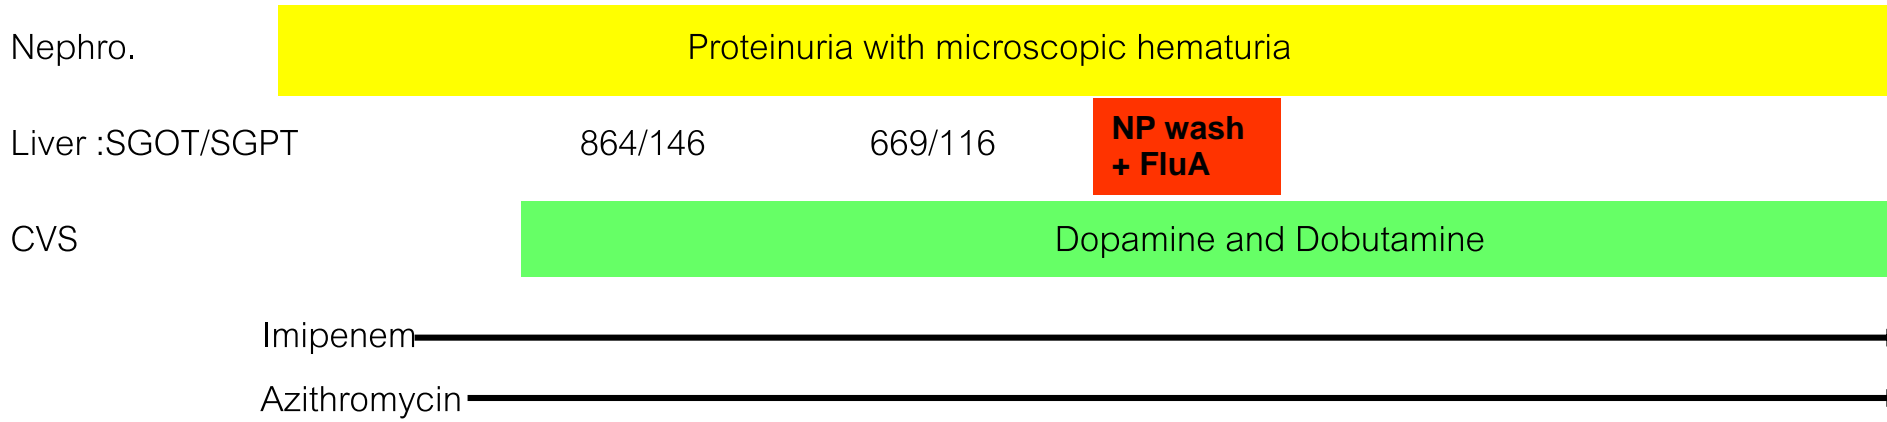 Nephro.
Proteinuria with microscopic hematuria
Liver :SGOT/SGPT
864/146
669/116
NP wash
+ FluA
CVS
Dopamine and Dobutamine
Imipenem
Azithromycin